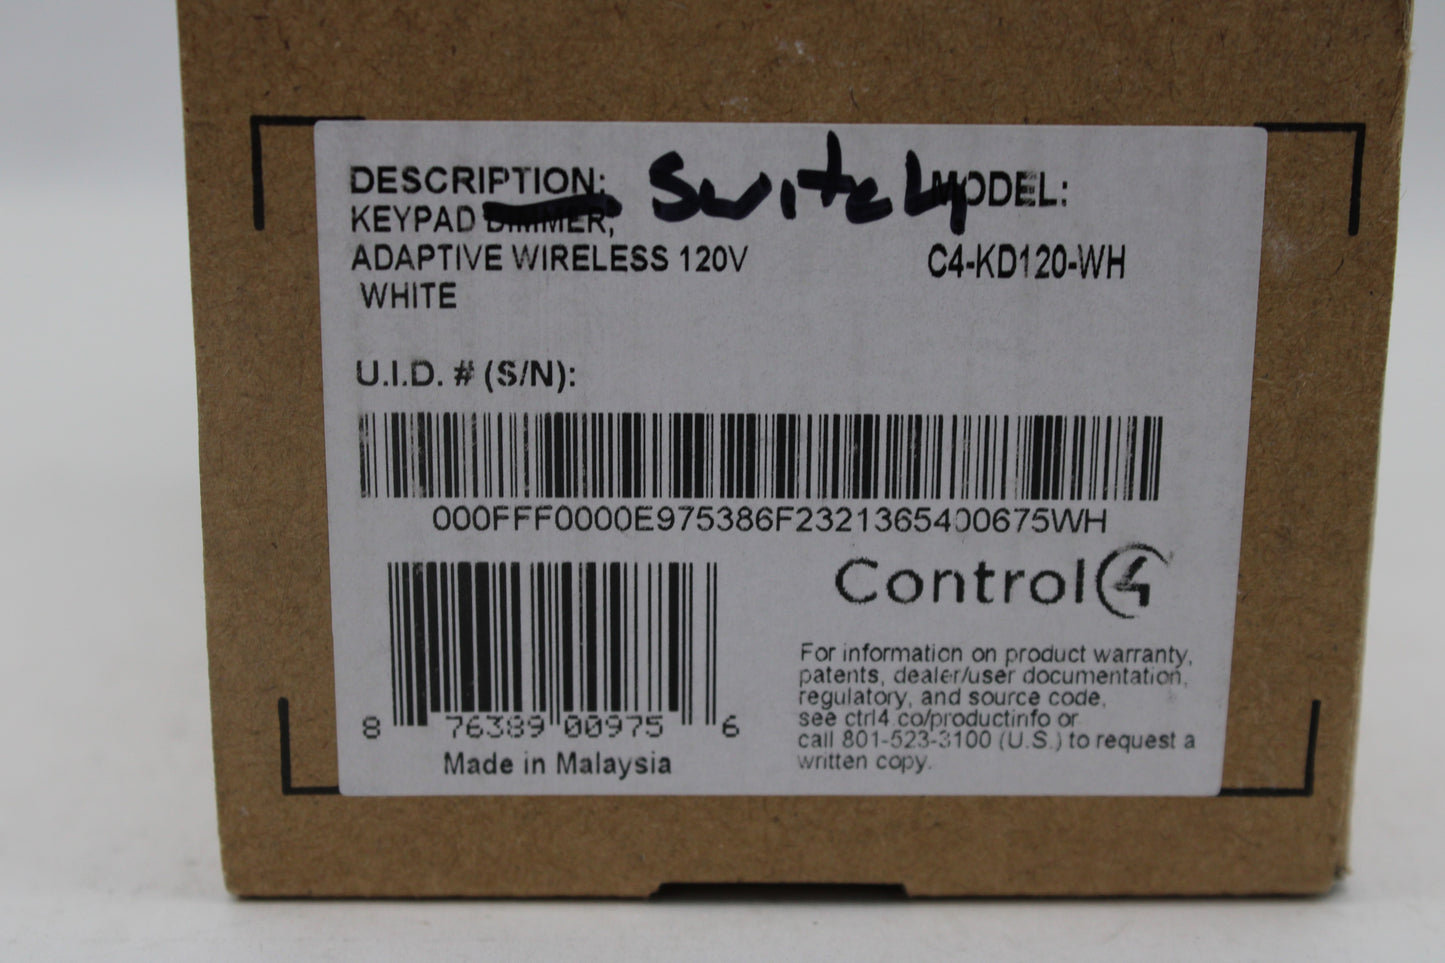 DESCRIPTION: Switch MODEL:
KEYPAD DIMMER,
ADAPTIVE WIRELESS 120V C4-KD120-WH
WHITE
U.I.D. # (S/N):
000FFF0000E975386F2321365400675WH
Control4
8 76389 00975 6
Made in Malaysia
For information on product warranty,
patents, dealer/user documentation,
regulatory, and source code,
see ctrl4.co/productinfo or
call 801-523-3100 (U.S.) to request a
written copy.